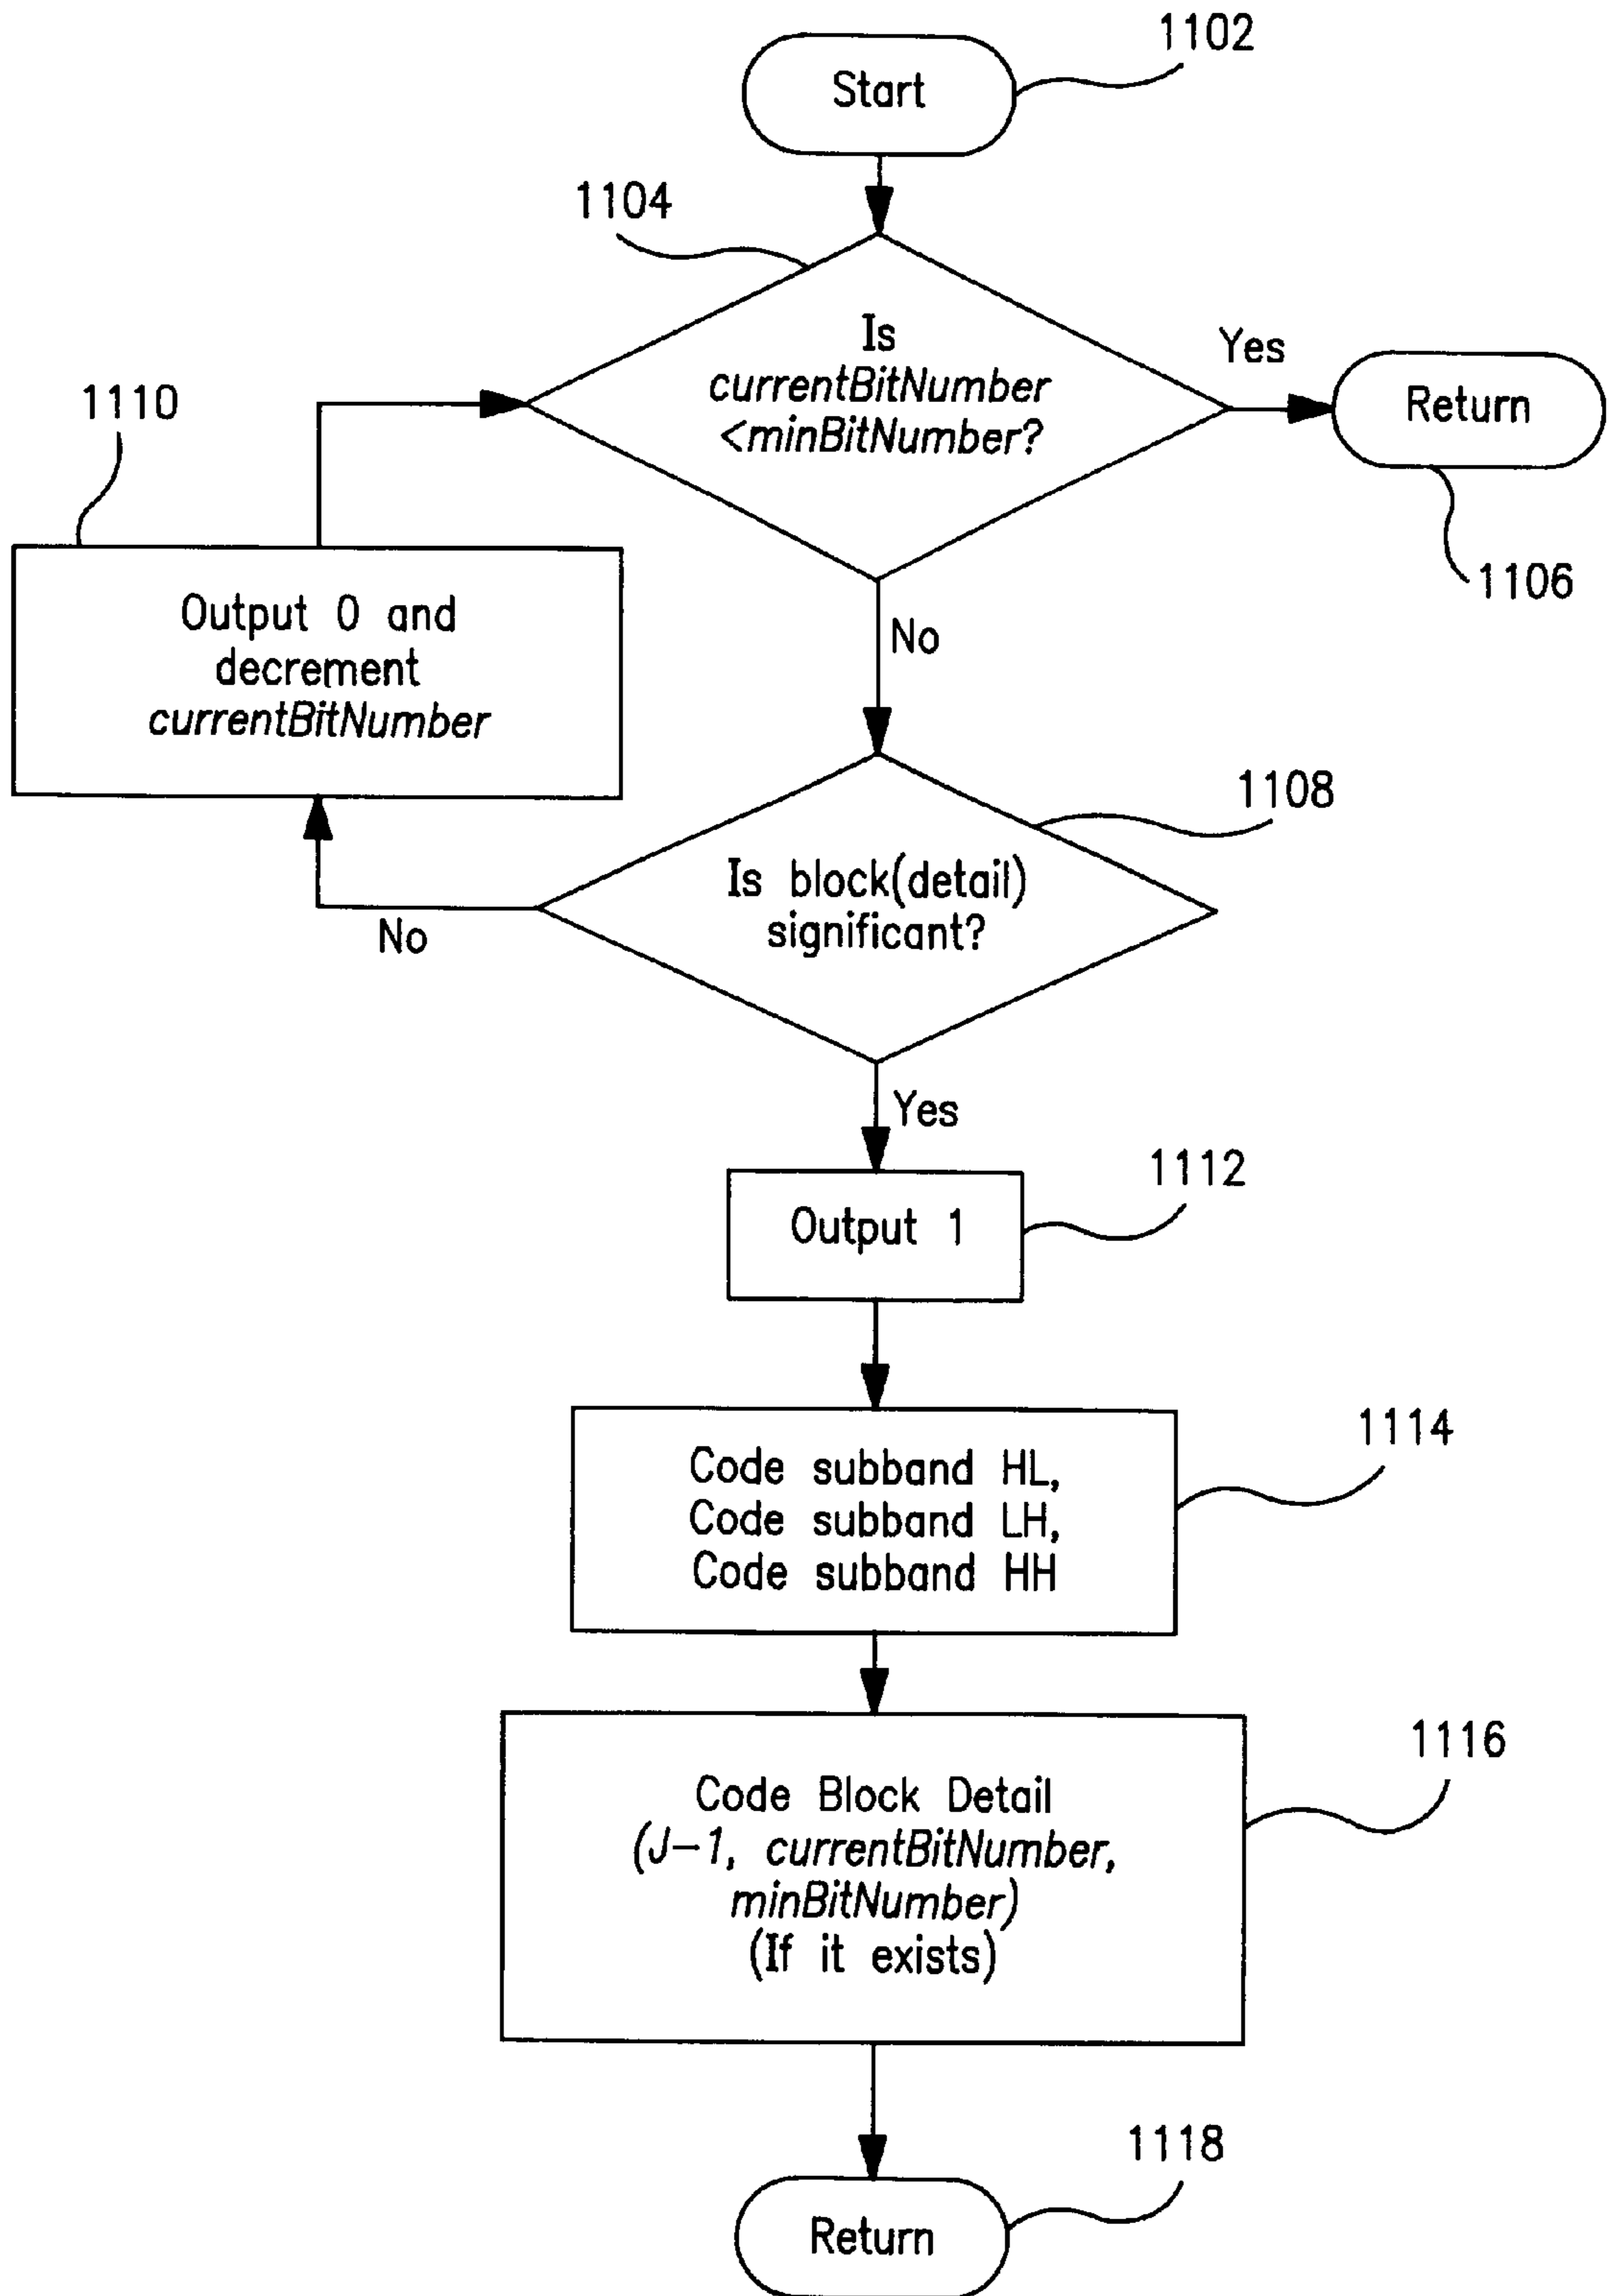 1102
Start
1104
Is
currentBitNumber
<minBitNumber?
Yes
Return
1106
1110
Output 0 and
decrement
currentBitNumber
No
1108
Is block(detail)
significant?
No
Yes
1112
Output 1
1114
Code subband HL,
Code subband LH,
Code subband HH
1116
Code Block Detail
(J-1, currentBitNumber,
minBitNumber)
(If it exists)
1118
Return